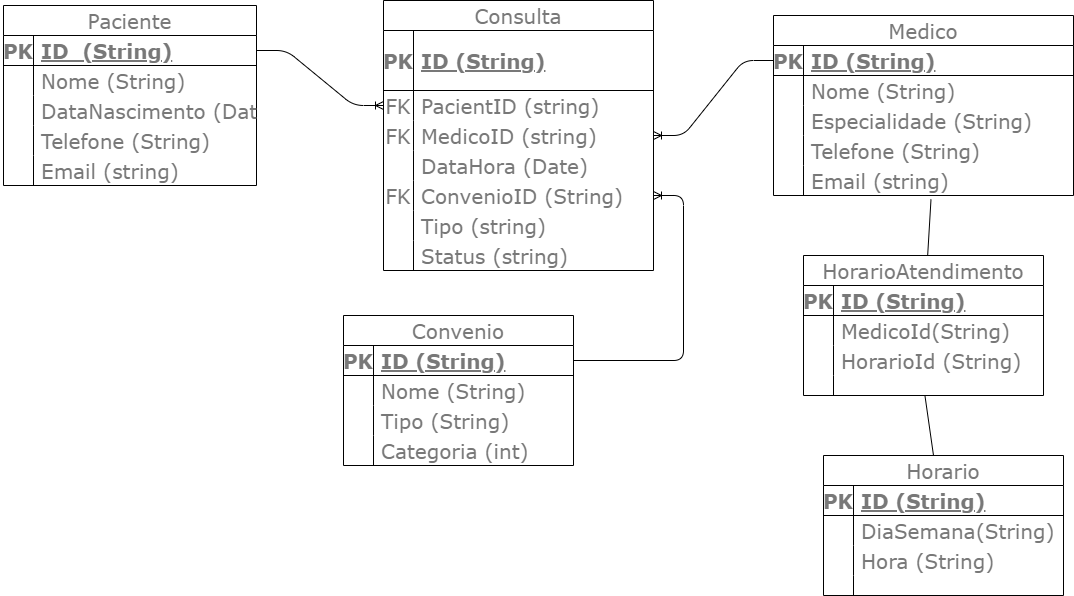 Paciente
PK ID (String)
Nome (String)
DataNascimento (Dat
Telefone (String)
Email (string)
Consulta
PK ID (String)
FK PacientID (string)
FK MedicoID (string)
DataHora (Date)
FK ConvenioID (String)
Tipo (string)
Status (string)
Medico
PK ID (String)
Nome (String)
Especialidade (String)
Telefone (String)
Email (string)
Convenio
PK ID (String)
Nome (String)
Tipo (String)
Categoria (int)
HorarioAtendimento
PK ID (String)
MedicoId(String)
HorarioId (String)
Horario
PK ID (String)
DiaSemana(String)
Hora (String)